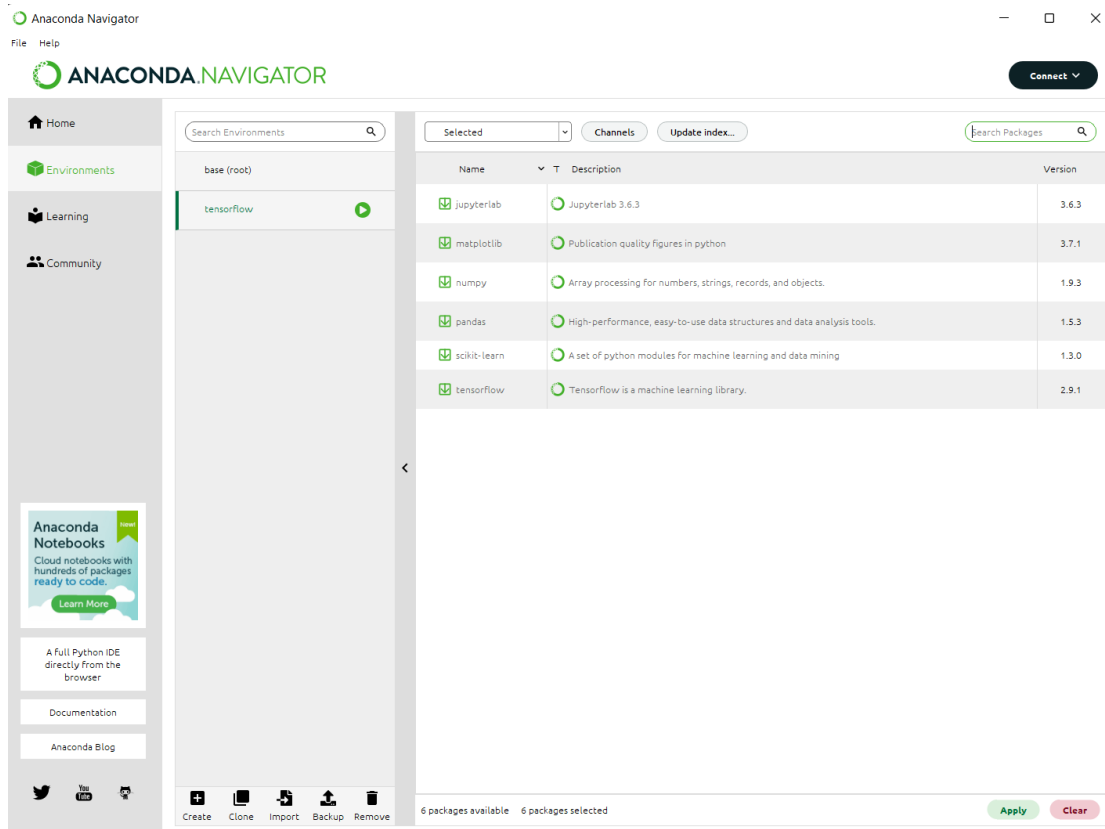 Anaconda Navigator
File Help
ANACONDA.NAVIGATOR
Connect
Home
Environments
Learning
Community
Anaconda
Notebooks
New!
Cloud notebooks with
hundreds of packages
ready to code.
Learn More
A full Python IDE
directly from the
browser
Documentation
Anaconda Blog
You
Tube
Search Environments
base (root)
tensorflow
Create Clone Import Backup Remove
Selected Channels Update index... Search Packages
Name T Description Version
jupyterlab Jupyterlab 3.6.3 3.6.3
matplotlib Publication quality figures in python 3.7.1
numpy Array processing for numbers, strings, records, and objects. 1.9.3
pandas High-performance, easy-to-use data structures and data analysis tools. 1.5.3
scikit-learn A set of python modules for machine learning and data mining 1.3.0
tensorflow Tensorflow is a machine learning library. 2.9.1
6 packages available 6 packages selected Apply Clear